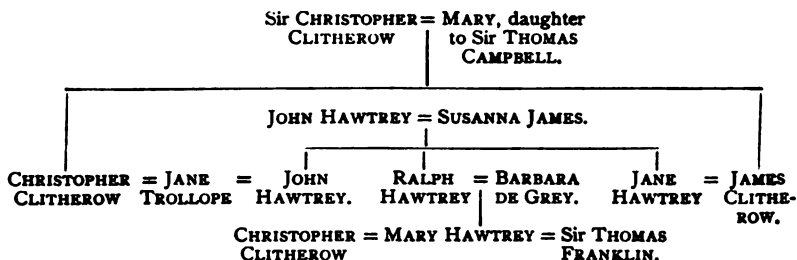 Sir CHRISTOPHER = MARY, daughter
CLITHEROW to Sir THOMAS
CAMPBELL.
JOHN HAWTREY = SUSANNA JAMES.
CHRISTOPHER = JANE = JOHN RALPH = BARBARA JANE = JAMES
CLITHEROW TROLLOPE HAWTREY. HAWTREY DE GREY. HAWTREY CLITHE-
ROW.
CHRISTOPHER = MARY HAWTREY = Sir THOMAS
CLITHEROW FRANKLIN.